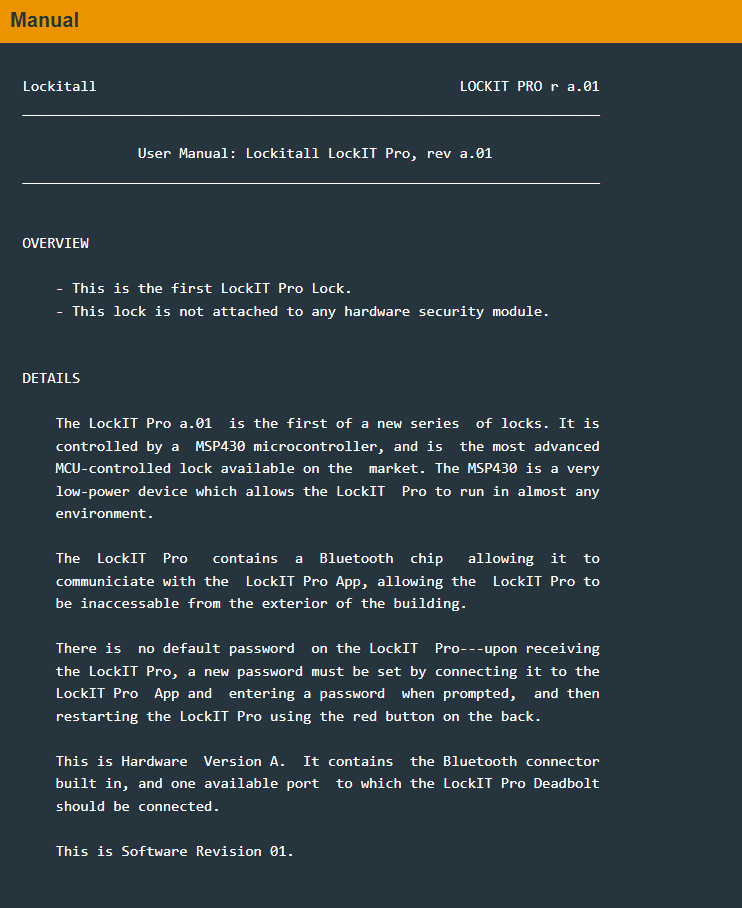 Manual
Lockitall LOCKIT PRO r a.01
User Manual: Lockitall LockIT Pro, rev a.01
OVERVIEW
- This is the first LockIT Pro Lock.
- This lock is not attached to any hardware security module.
DETAILS
The LockIT Pro a.01 is the first of a new series of locks. It is
controlled by a MSP430 microcontroller, and is the most advanced
MCU-controlled lock available on the market. The MSP430 is a very
low-power device which allows the LockIT Pro to run in almost any
environment.
The LockIT Pro contains a Bluetooth chip allowing it to
communiciate with the LockIT Pro App, allowing the LockIT Pro to
be inaccessable from the exterior of the building.
There is no default password on the LockIT Pro---upon receiving
the LockIT Pro, a new password must be set by connecting it to the
LockIT Pro App and entering a password when prompted, and then
restarting the LockIT Pro using the red button on the back.
This is Hardware Version A. It contains the Bluetooth connector
built in, and one available port to which the LockIT Pro Deadbolt
should be connected.
This is Software Revision 01.